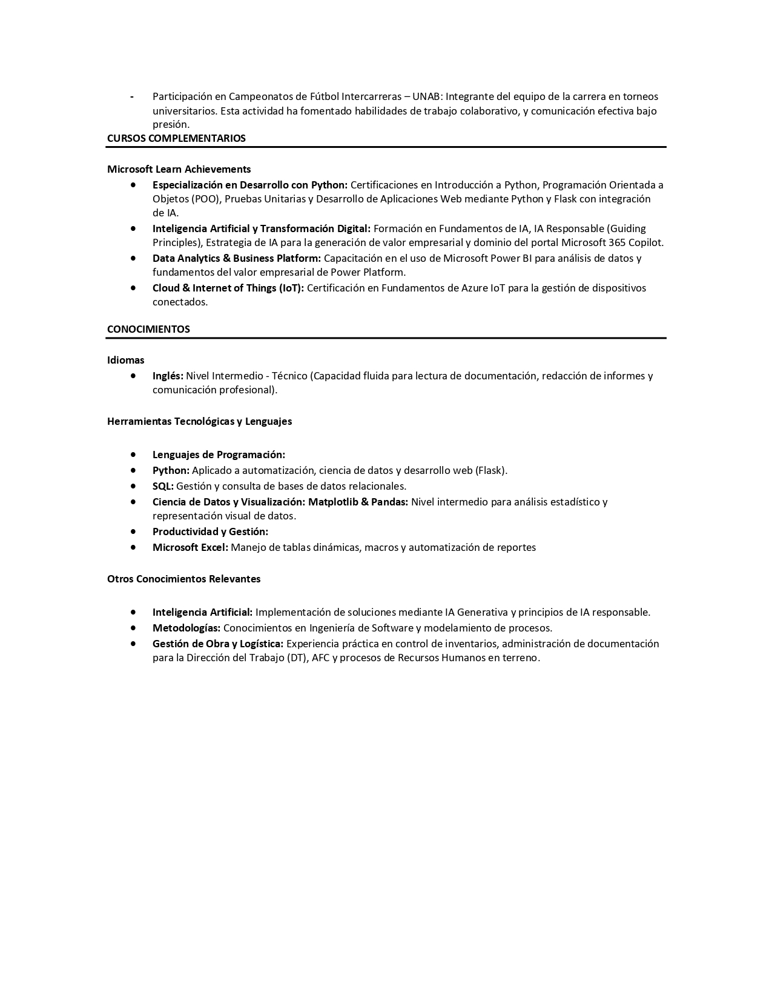 - Participación en Campeonatos de Fútbol Intercarreras – UNAB: Integrante del equipo de la carrera en torneos
universitarios. Esta actividad ha fomentado habilidades de trabajo colaborativo, y comunicación efectiva bajo
presión.
CURSOS COMPLEMENTARIOS
Microsoft Learn Achievements
● Especialización en Desarrollo con Python: Certificaciones en Introducción a Python, Programación Orientada a
Objetos (POO), Pruebas Unitarias y Desarrollo de Aplicaciones Web mediante Python y Flask con integración
de IA.
● Inteligencia Artificial y Transformación Digital: Formación en Fundamentos de IA, IA Responsable (Guiding
Principles), Estrategia de IA para la generación de valor empresarial y dominio del portal Microsoft 365 Copilot.
● Data Analytics & Business Platform: Capacitación en el uso de Microsoft Power BI para análisis de datos y
fundamentos del valor empresarial de Power Platform.
● Cloud & Internet of Things (IoT): Certificación en Fundamentos de Azure IoT para la gestión de dispositivos
conectados.
CONOCIMIENTOS
Idiomas
● Inglés: Nivel Intermedio - Técnico (Capacidad fluida para lectura de documentación, redacción de informes y
comunicación profesional).
Herramientas Tecnológicas y Lenguajes
● Lenguajes de Programación:
● Python: Aplicado a automatización, ciencia de datos y desarrollo web (Flask).
● SQL: Gestión y consulta de bases de datos relacionales.
● Ciencia de Datos y Visualización: Matplotlib & Pandas: Nivel intermedio para análisis estadístico y
representación visual de datos.
● Productividad y Gestión:
● Microsoft Excel: Manejo de tablas dinámicas, macros y automatización de reportes
Otros Conocimientos Relevantes
● Inteligencia Artificial: Implementación de soluciones mediante IA Generativa y principios de IA responsable.
● Metodologías: Conocimientos en Ingeniería de Software y modelamiento de procesos.
● Gestión de Obra y Logística: Experiencia práctica en control de inventarios, administración de documentación
para la Dirección del Trabajo (DT), AFC y procesos de Recursos Humanos en terreno.